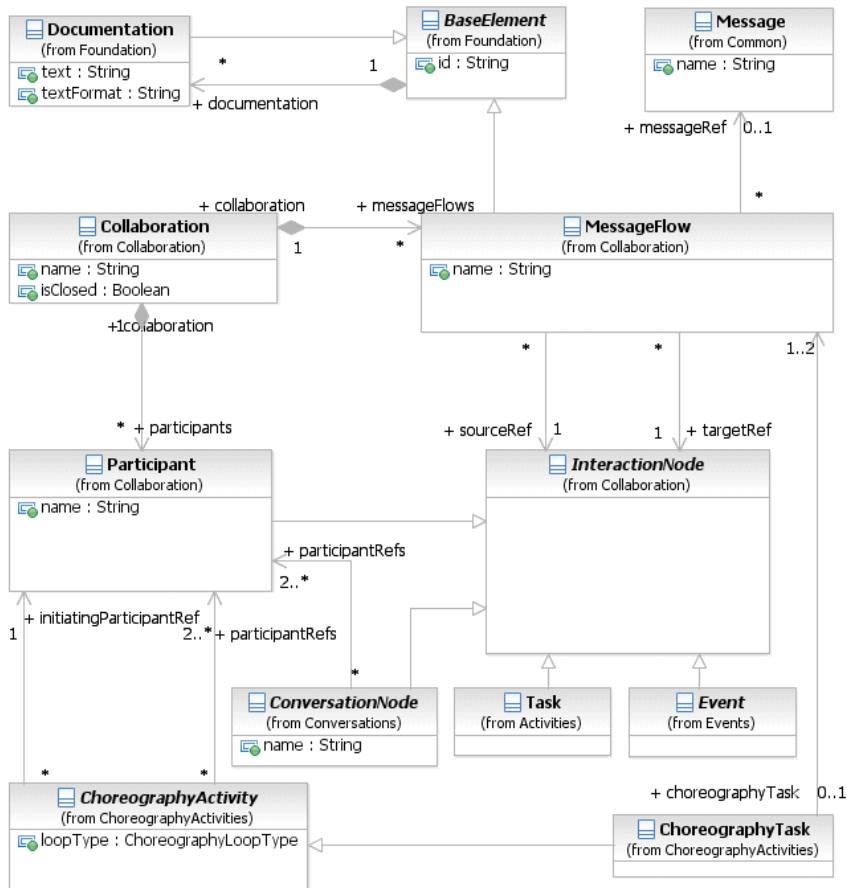 Documentation
(from Foundation)
text : String
textFormat : String
BaseElement
(from Foundation)
id : String
Message
(from Common)
name : String
*
1
+ documentation
+ messageRef
0..1
*
+ collaboration
+ messageFlows
1
*
Collaboration
(from Collaboration)
name : String
isClosed : Boolean
MessageFlow
(from Collaboration)
name : String
+collaboration
1
*
*
1..2
* + participants
+ sourceRef
1
1
+ targetRef
Participant
(from Collaboration)
name : String
InteractionNode
(from Collaboration)
+ participantRefs
2..*
+ initiatingParticipantRef
1
2..*
+ participantRefs
*
ConversationNode
(from Conversations)
name : String
Task
(from Activities)
Event
(from Events)
*
*
ChoreographyActivity
(from ChoreographyActivities)
loopType : ChoreographyLoopType
+ choreographyTask
0..1
ChoreographyTask
(from ChoreographyActivities)